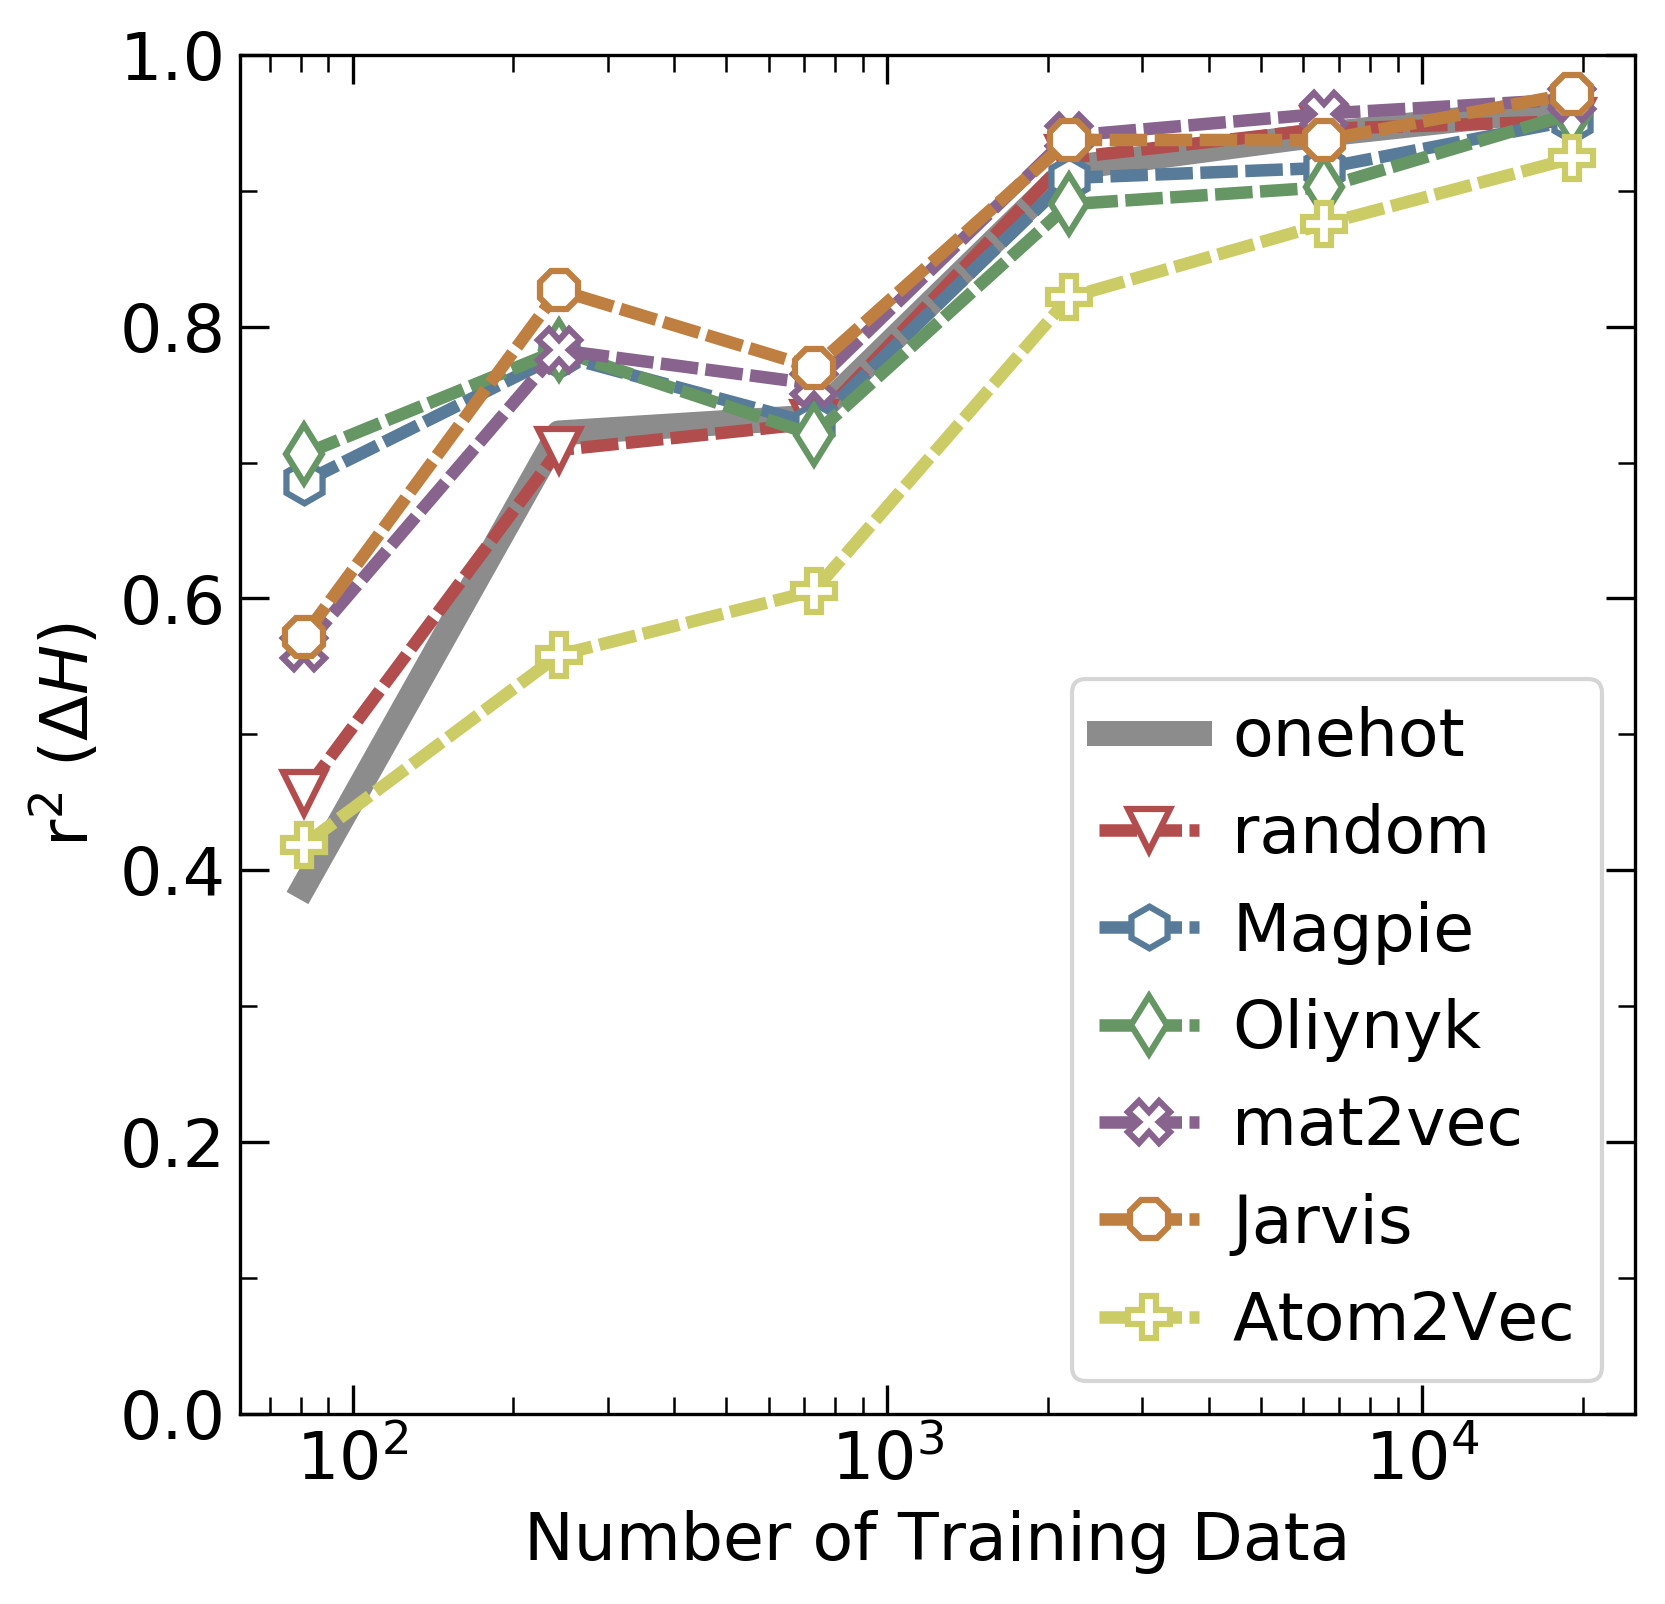 1.0
0.8
0.6
0.4
0.2
0.0
r² (ΔH)
10² 10³ 10⁴
Number of Training Data
onehot
random
Magpie
Oliynyk
mat2vec
Jarvis
Atom2Vec